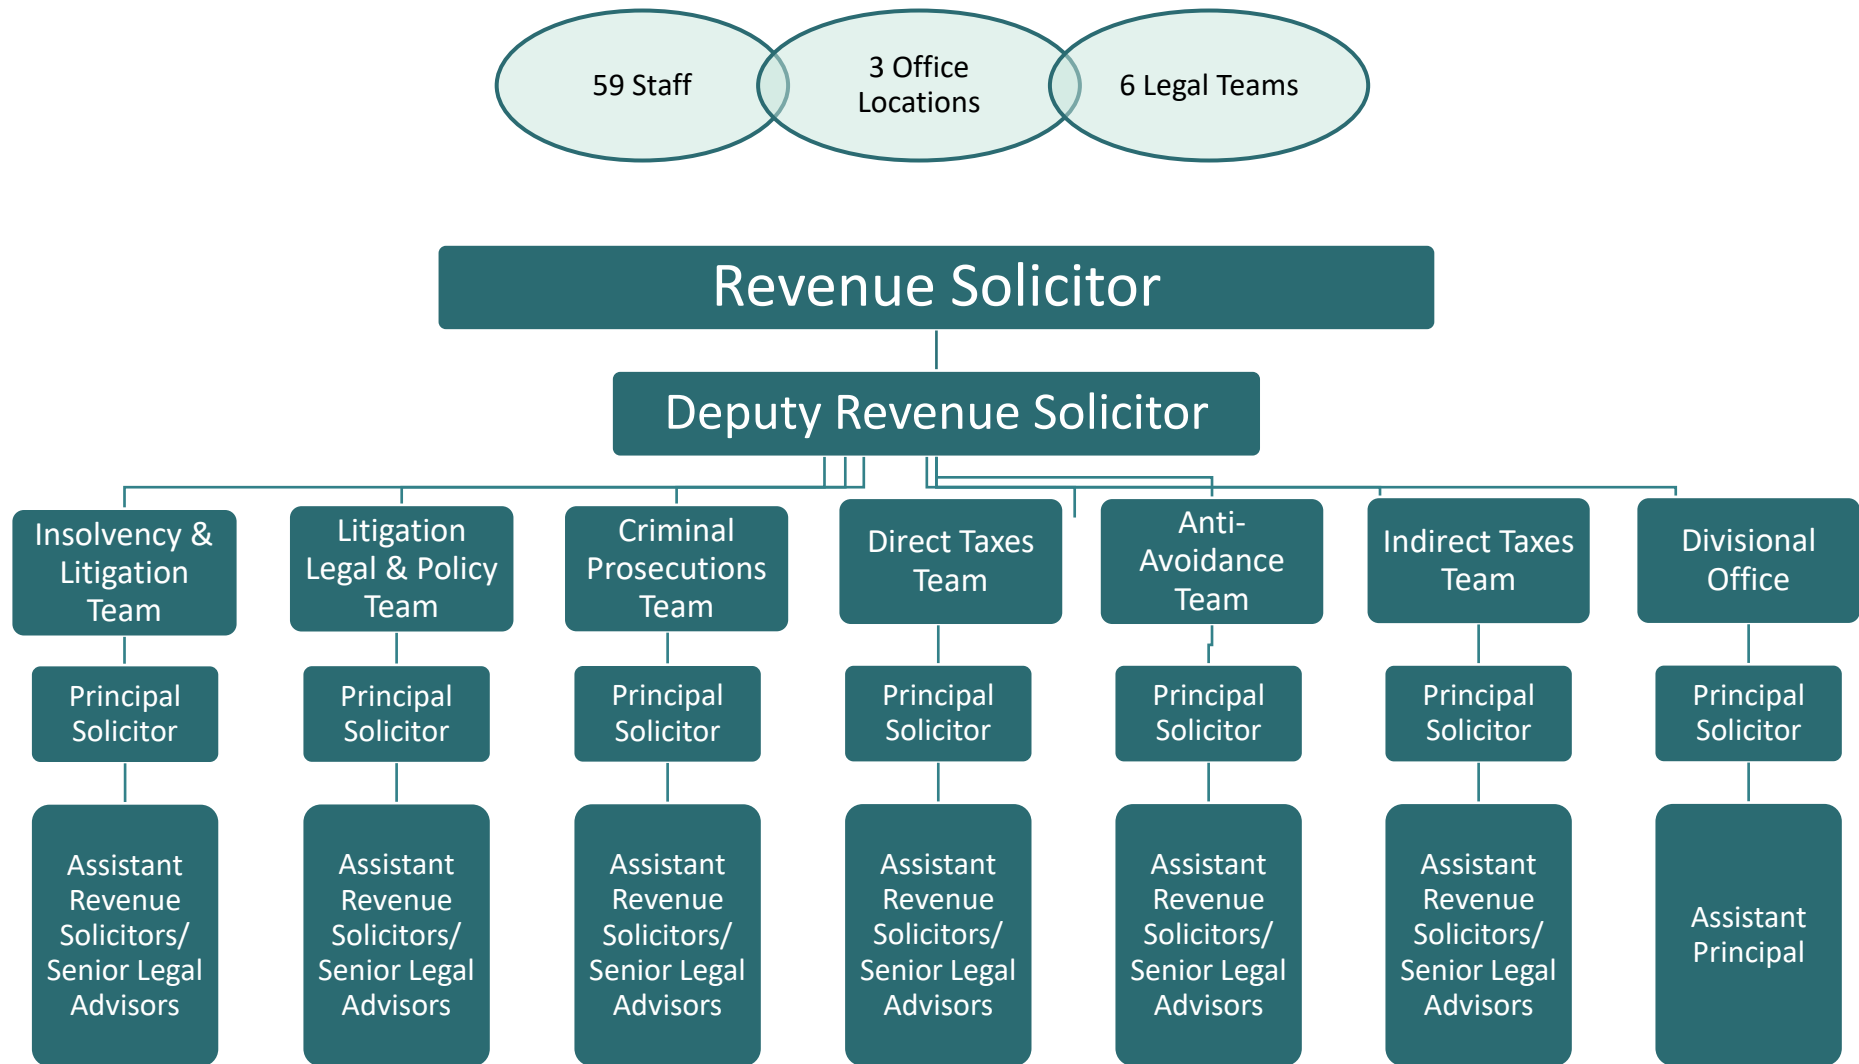 59 Staff
3 Office
Locations
6 Legal Teams
Revenue Solicitor
Deputy Revenue Solicitor
Insolvency &
Litigation
Team
Litigation
Legal & Policy
Team
Criminal
Prosecutions
Team
Direct Taxes
Team
Anti-
Avoidance
Team
Indirect Taxes
Team
Divisional
Office
Principal
Solicitor
Principal
Solicitor
Principal
Solicitor
Principal
Solicitor
Principal
Solicitor
Principal
Solicitor
Principal
Solicitor
Assistant
Revenue
Solicitors/
Senior Legal
Advisors
Assistant
Revenue
Solicitors/
Senior Legal
Advisors
Assistant
Revenue
Solicitors/
Senior Legal
Advisors
Assistant
Revenue
Solicitors/
Senior Legal
Advisors
Assistant
Revenue
Solicitors/
Senior Legal
Advisors
Assistant
Revenue
Solicitors/
Senior Legal
Advisors
Assistant
Principal